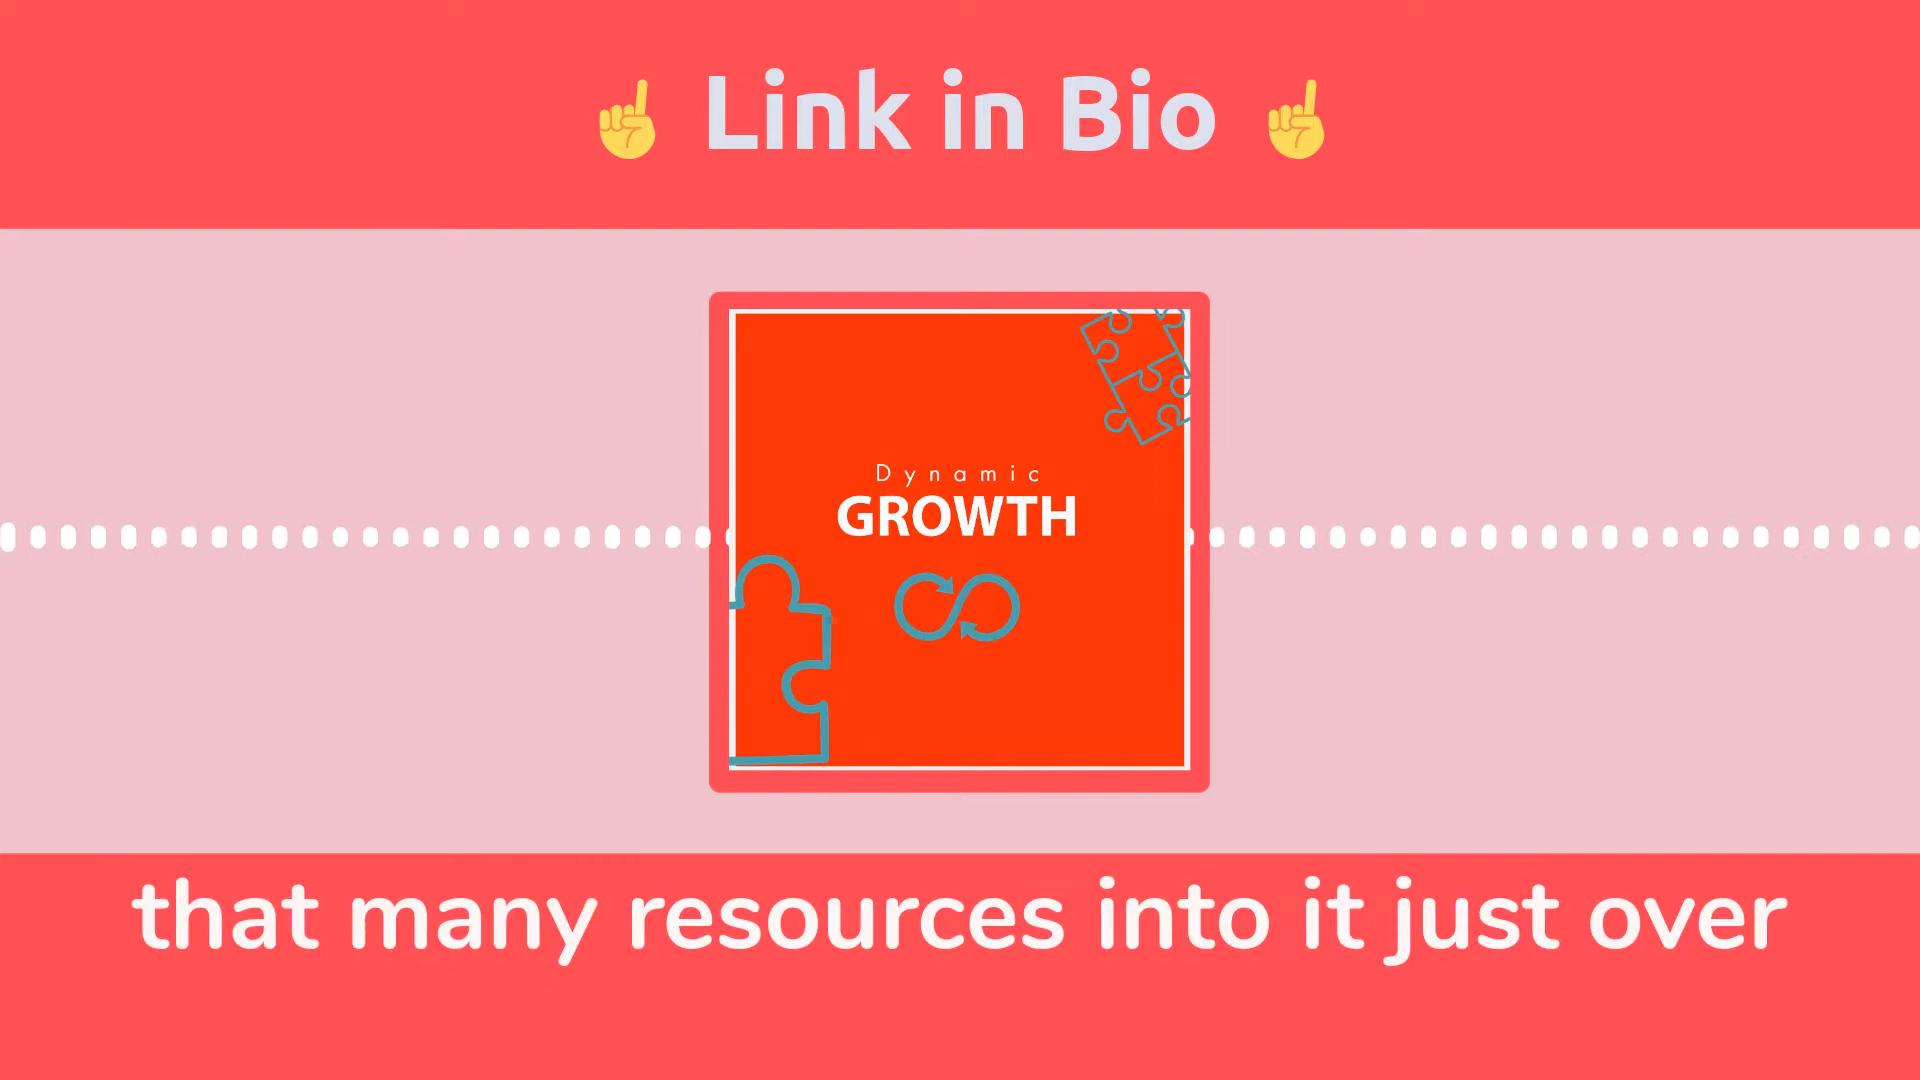 ☝ Link in Bio ☝
Dynamic
GROWTH
that many resources into it just over